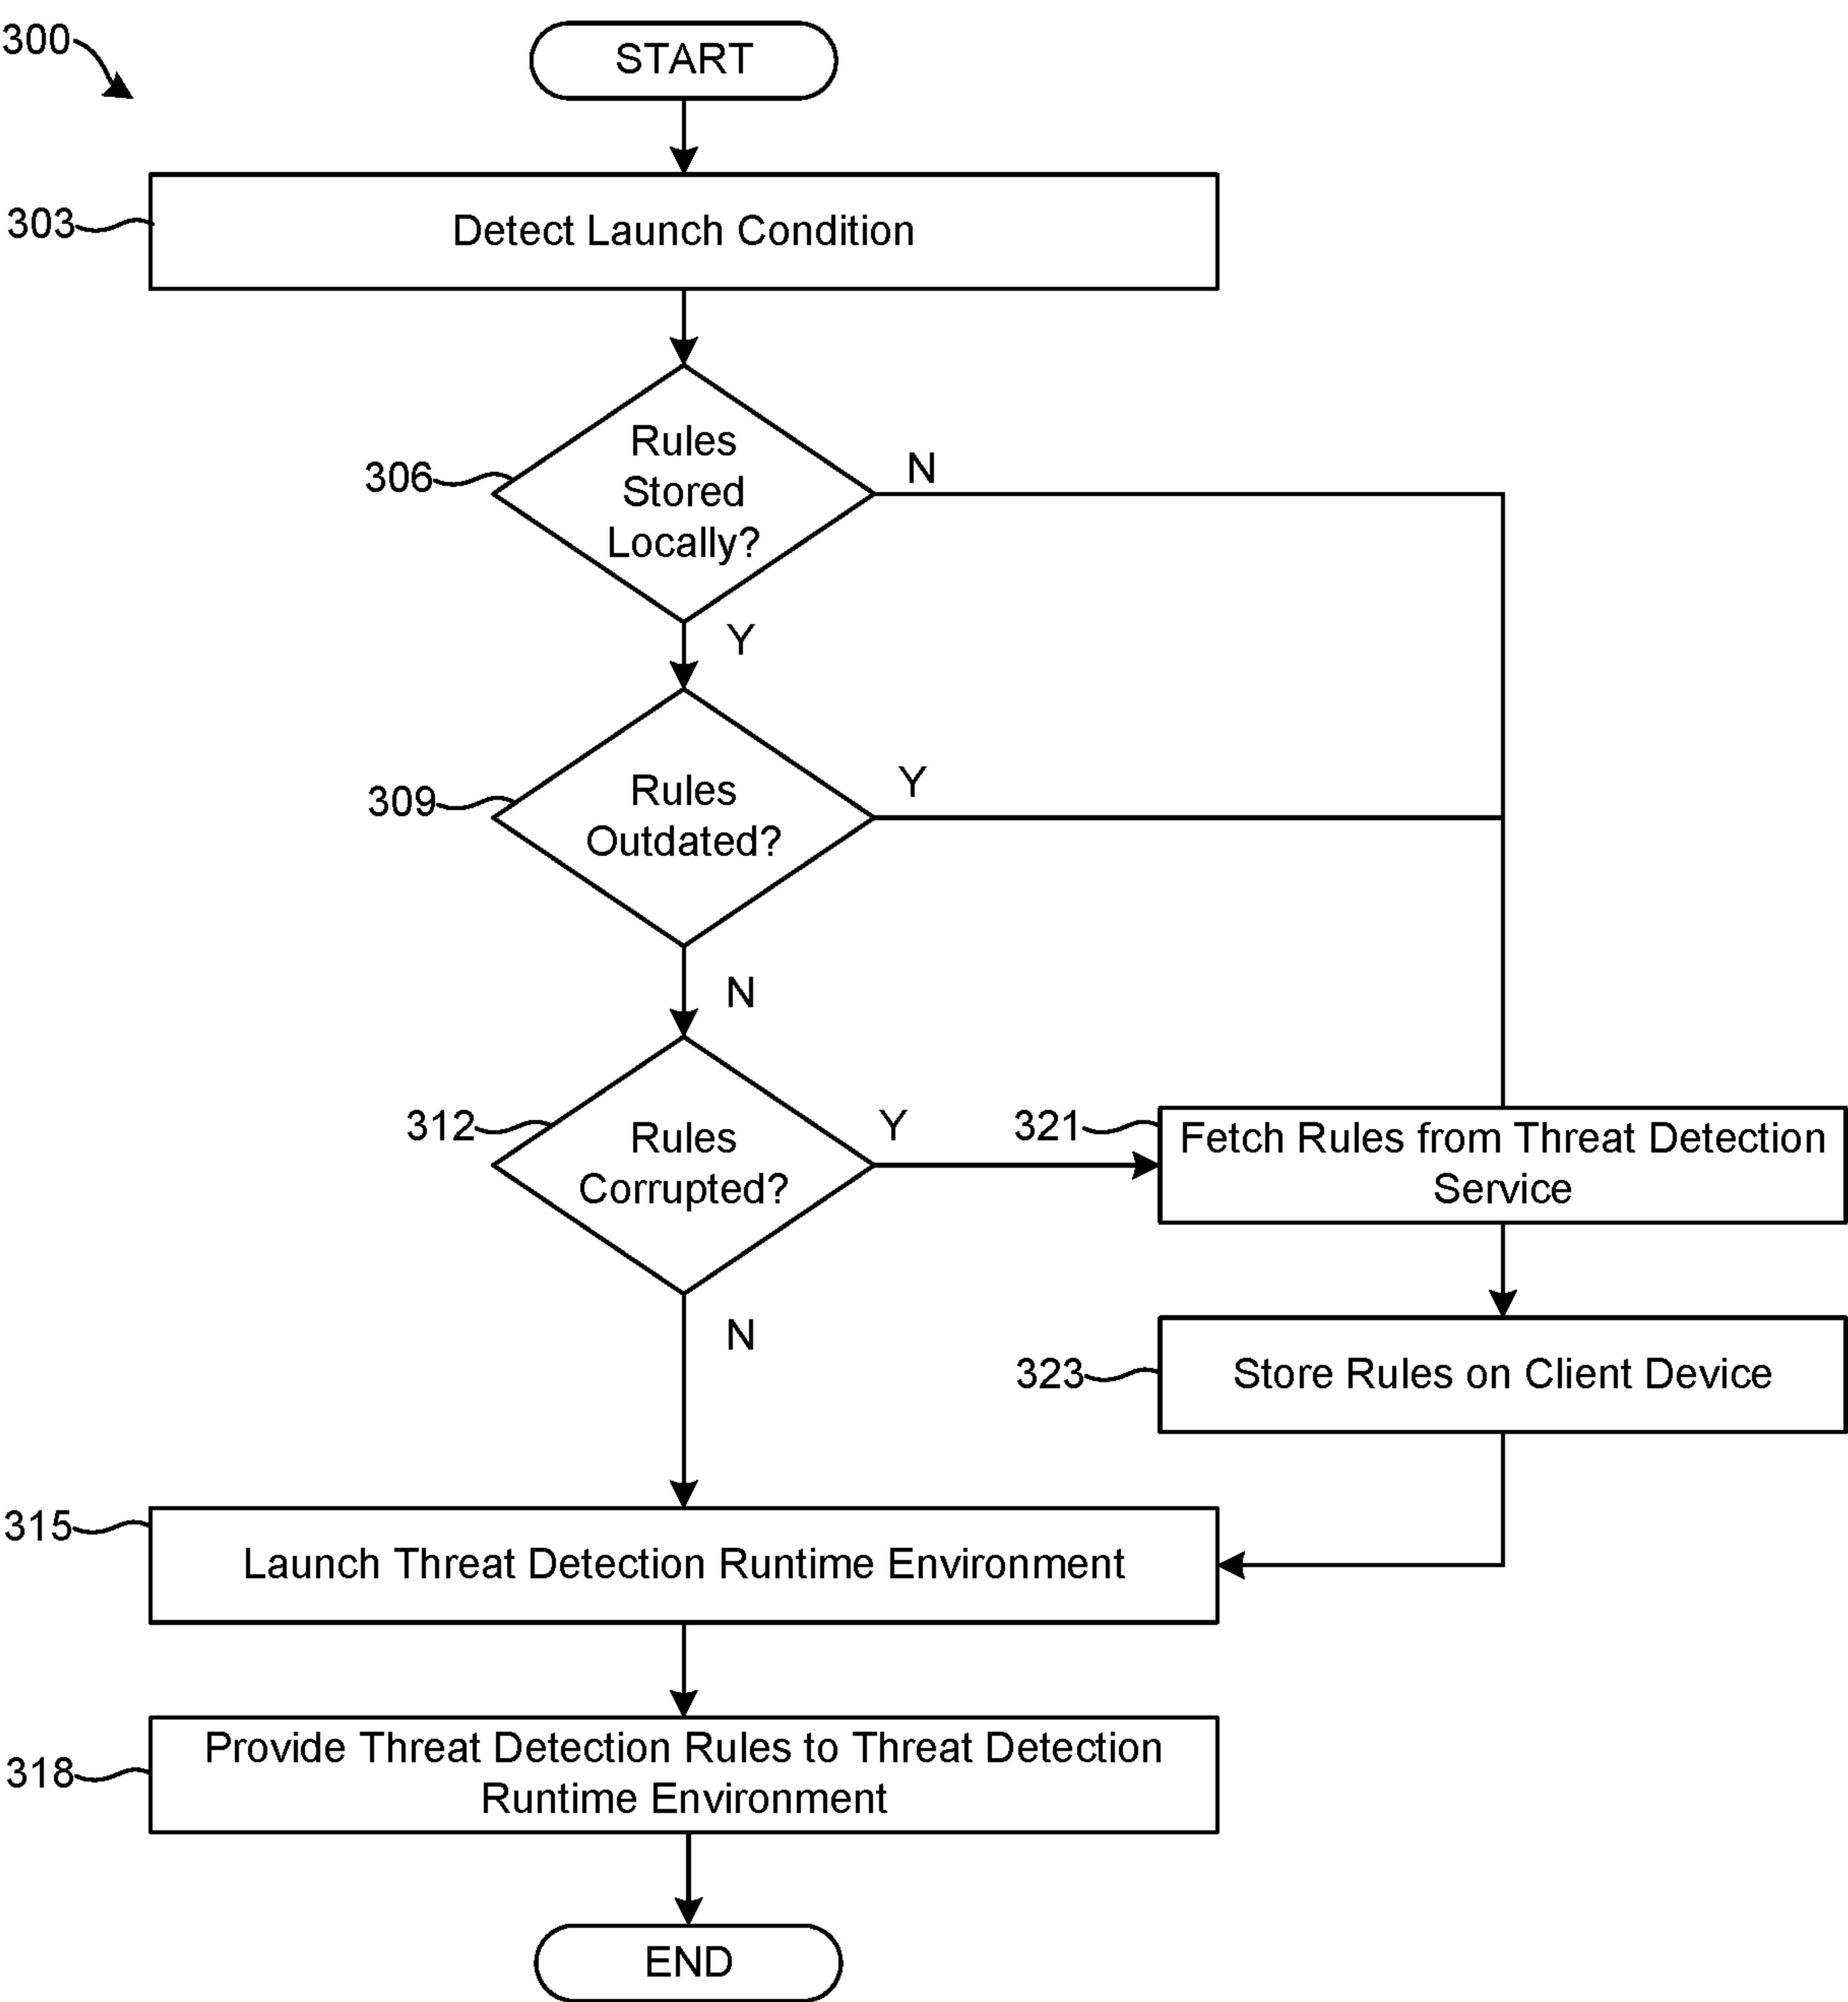 300
START
303
Detect Launch Condition
306
Rules
Stored
Locally?
N
Y
309
Rules
Outdated?
Y
N
312
Rules
Corrupted?
Y
N
321
Fetch Rules from Threat Detection
Service
323
Store Rules on Client Device
315
Launch Threat Detection Runtime Environment
318
Provide Threat Detection Rules to Threat Detection
Runtime Environment
END